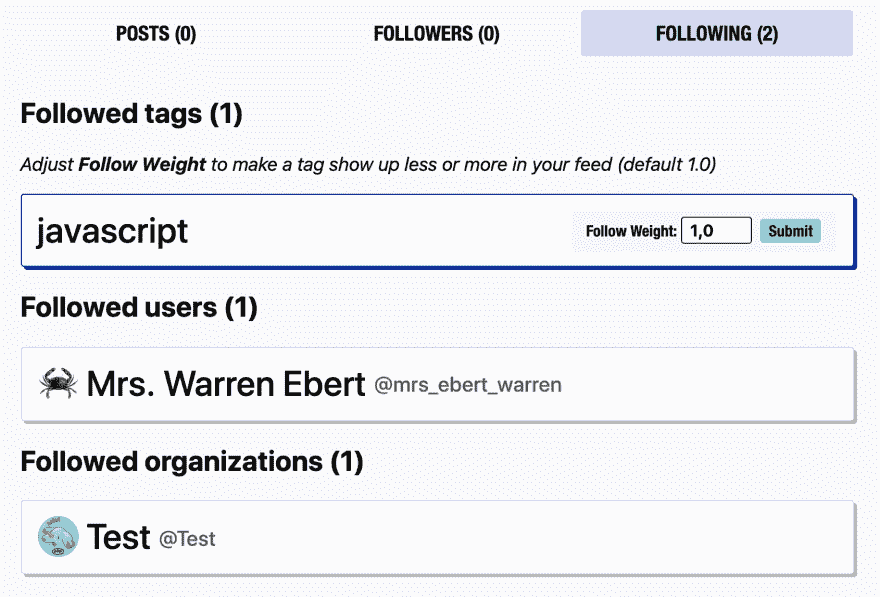 POSTS (0) FOLLOWERS (0) FOLLOWING (2)
Followed tags (1)
Adjust Follow Weight to make a tag show up less or more in your feed (default 1.0)
javascript Follow Weight: 1,0 Submit
Followed users (1)
Mrs. Warren Ebert @mrs_ebert_warren
Followed organizations (1)
Test @Test